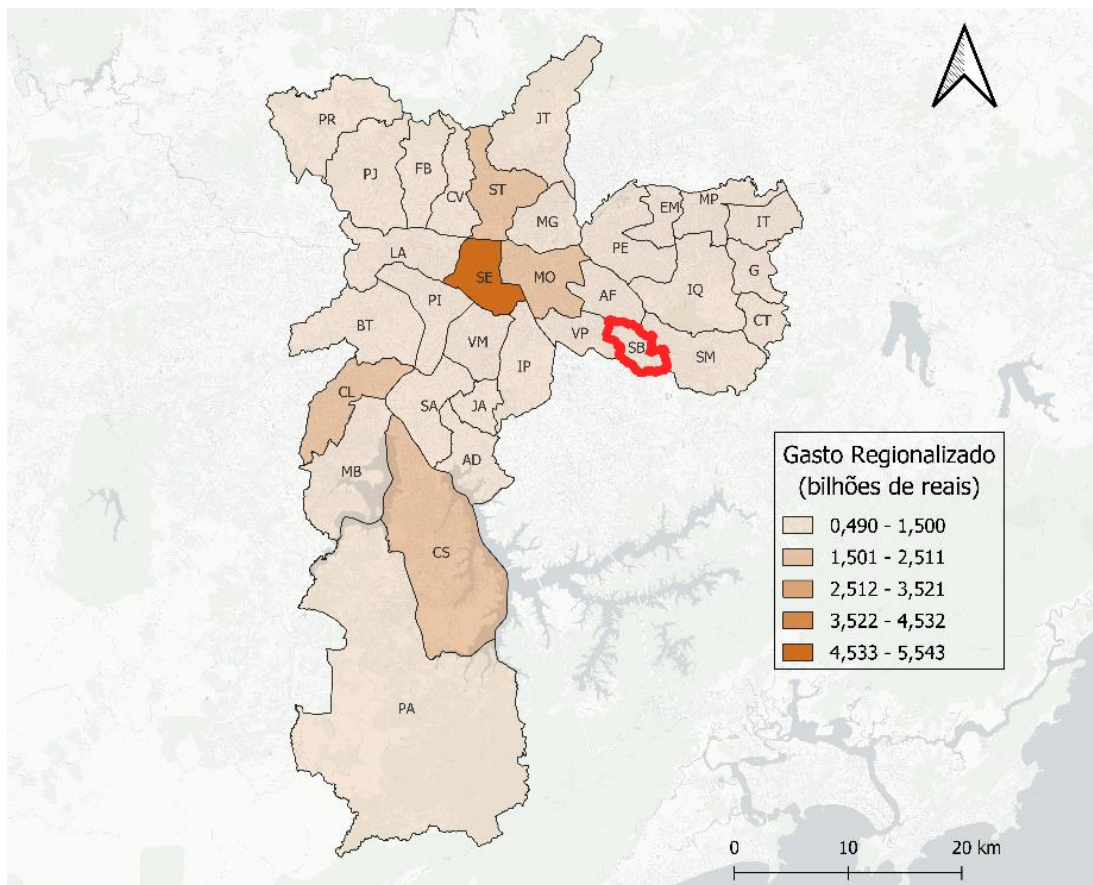 JT
PR
FB
PJ
ST
CV
MG
EM
MP
IT
PE
LA
G
SE
MO
IQ
AF
PI
CT
BT
VP
VM
SB
SM
IP
CL
SA
JA
AD
MB
CS
PA
Gasto Regionalizado
(bilhões de reais)
0,490 - 1,500
1,501 - 2,511
2,512 - 3,521
3,522 - 4,532
4,533 - 5,543
0 10 20 km